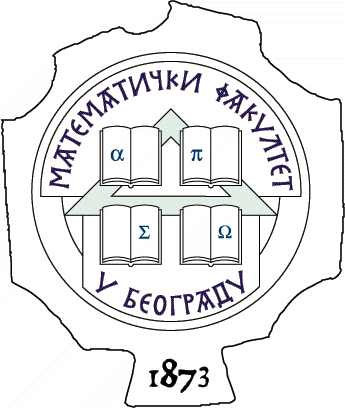 МАТЕМАТИЧКИ ФАКУЛТЕТ
α π
Σ Ω
У БЕОГРАДУ
1873